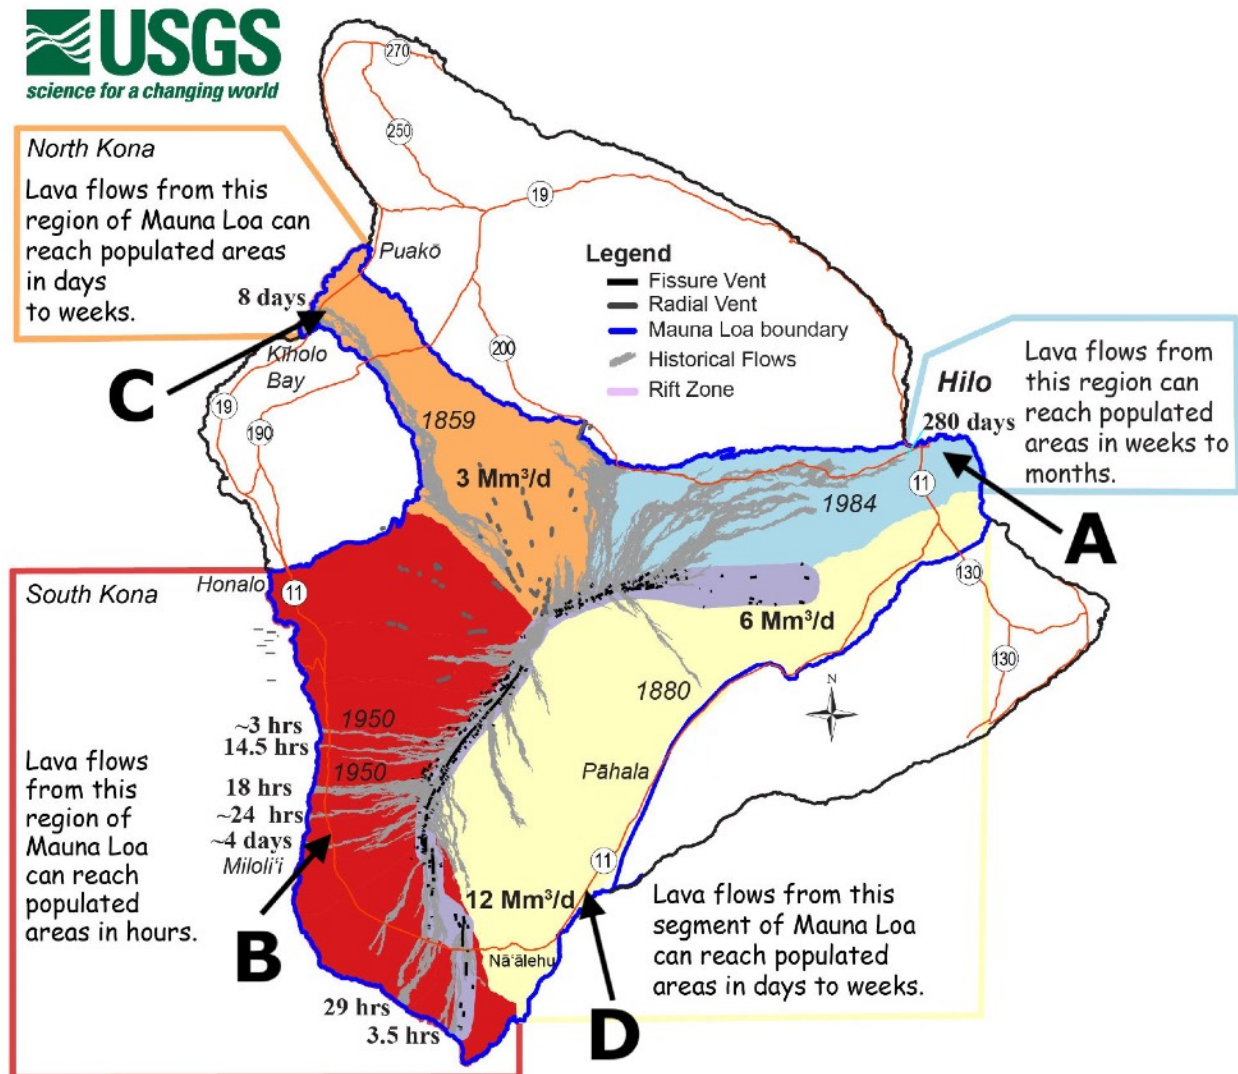 USGS
science for a changing world
North Kona
Lava flows from this
region of Mauna Loa can
reach populated areas
in days
to weeks.
270
250
19
Puakō
8 days
Kīholo
Bay
C
19
190
200
Legend
Fissure Vent
Radial Vent
Mauna Loa boundary
Historical Flows
Rift Zone
Hilo
280 days
Lava flows from
this region can
reach populated
areas in weeks to
months.
A
11
1859
3 Mm³/d
1984
130
130
6 Mm³/d
N
South Kona
Honalo
11
1950
~3 hrs
14.5 hrs
1950
18 hrs
~24 hrs
~4 days
Miloli‘i
Lava flows
from this
region of
Mauna Loa
can reach
populated
areas in hours.
B
1880
Pāhala
11
12 Mm³/d
Nā‘ālehu
29 hrs
3.5 hrs
D
Lava flows from this
segment of Mauna Loa
can reach populated
areas in days to weeks.